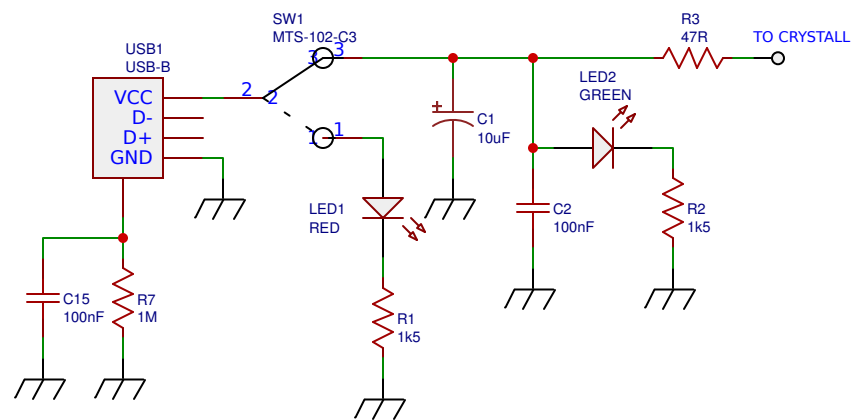 SW1
MTS-102-C3
R3
47R
TO CRYSTALL
USB1
USB-B
3
3
LED2
GREEN
VCC
D-
D+
GND
2
2
1
1
C1
10uF
LED1
RED
C2
100nF
R2
1k5
C15
100nF
R7
1M
R1
1k5